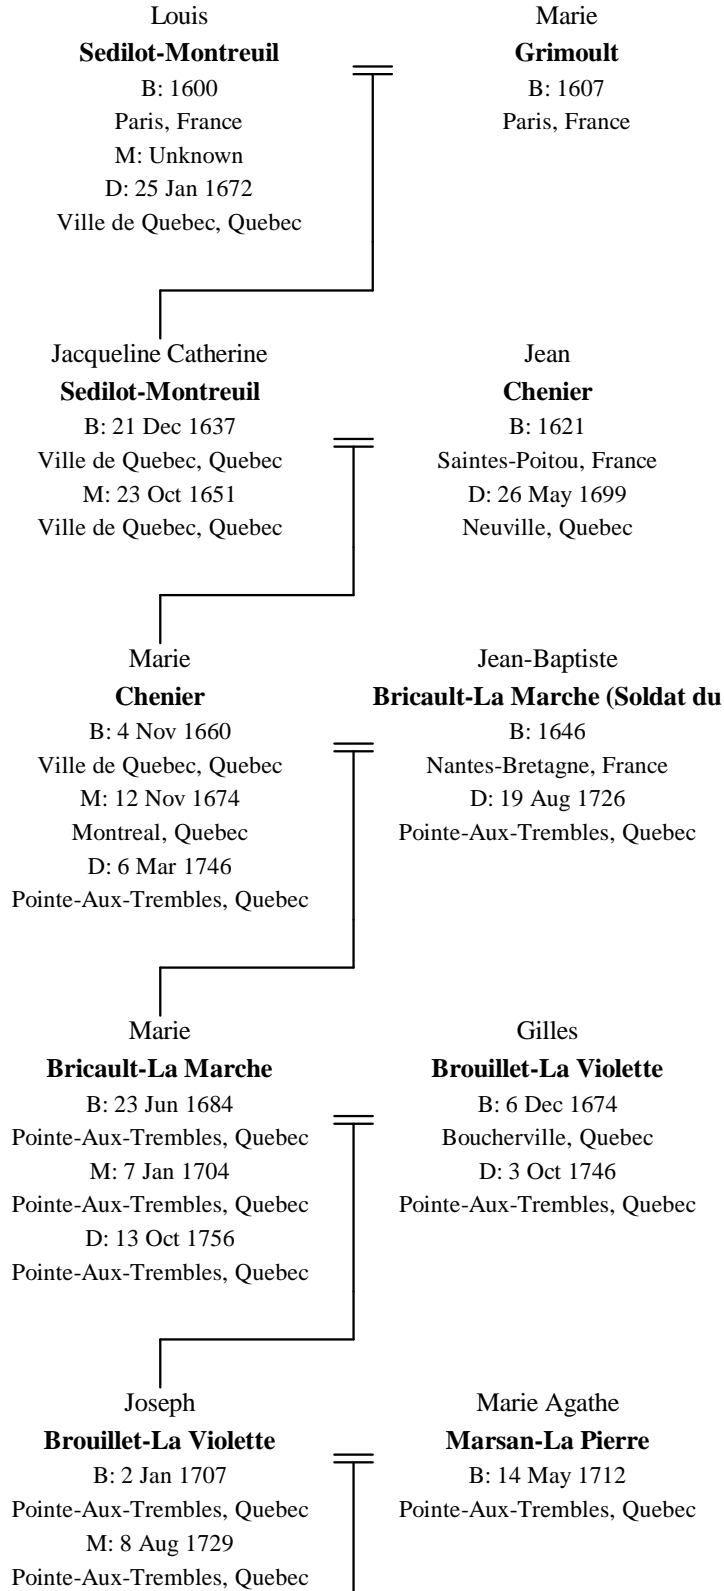 Louis
Sedilot-Montreuil
B: 1600
Paris, France
M: Unknown
D: 25 Jan 1672
Ville de Quebec, Quebec
Marie
Grimoult
B: 1607
Paris, France
Jacqueline Catherine
Sedilot-Montreuil
B: 21 Dec 1637
Ville de Quebec, Quebec
M: 23 Oct 1651
Ville de Quebec, Quebec
Jean
Chenier
B: 1621
Saintes-Poitou, France
D: 26 May 1699
Neuville, Quebec
Marie
Chenier
B: 4 Nov 1660
Ville de Quebec, Quebec
M: 12 Nov 1674
Montreal, Quebec
D: 6 Mar 1746
Pointe-Aux-Trembles, Quebec
Jean-Baptiste
Bricault-La Marche (Soldat du
B: 1646
Nantes-Bretagne, France
D: 19 Aug 1726
Pointe-Aux-Trembles, Quebec
Marie
Bricault-La Marche
B: 23 Jun 1684
Pointe-Aux-Trembles, Quebec
M: 7 Jan 1704
Pointe-Aux-Trembles, Quebec
D: 13 Oct 1756
Pointe-Aux-Trembles, Quebec
Gilles
Brouillet-La Violette
B: 6 Dec 1674
Boucherville, Quebec
D: 3 Oct 1746
Pointe-Aux-Trembles, Quebec
Joseph
Brouillet-La Violette
B: 2 Jan 1707
Pointe-Aux-Trembles, Quebec
M: 8 Aug 1729
Pointe-Aux-Trembles, Quebec
Marie Agathe
Marsan-La Pierre
B: 14 May 1712
Pointe-Aux-Trembles, Quebec